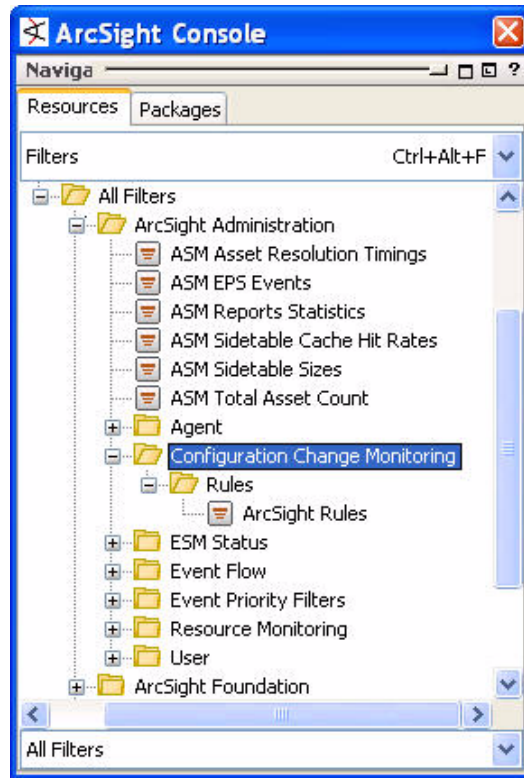 ArcSight Console
Naviga
?
Resources Packages
Filters Ctrl+Alt+F
All Filters
ArcSight Administration
ASM Asset Resolution Timings
ASM EPS Events
ASM Reports Statistics
ASM Sidetable Cache Hit Rates
ASM Sidetable Sizes
ASM Total Asset Count
Agent
Configuration Change Monitoring
Rules
ArcSight Rules
ESM Status
Event Flow
Event Priority Filters
Resource Monitoring
User
ArcSight Foundation
All Filters